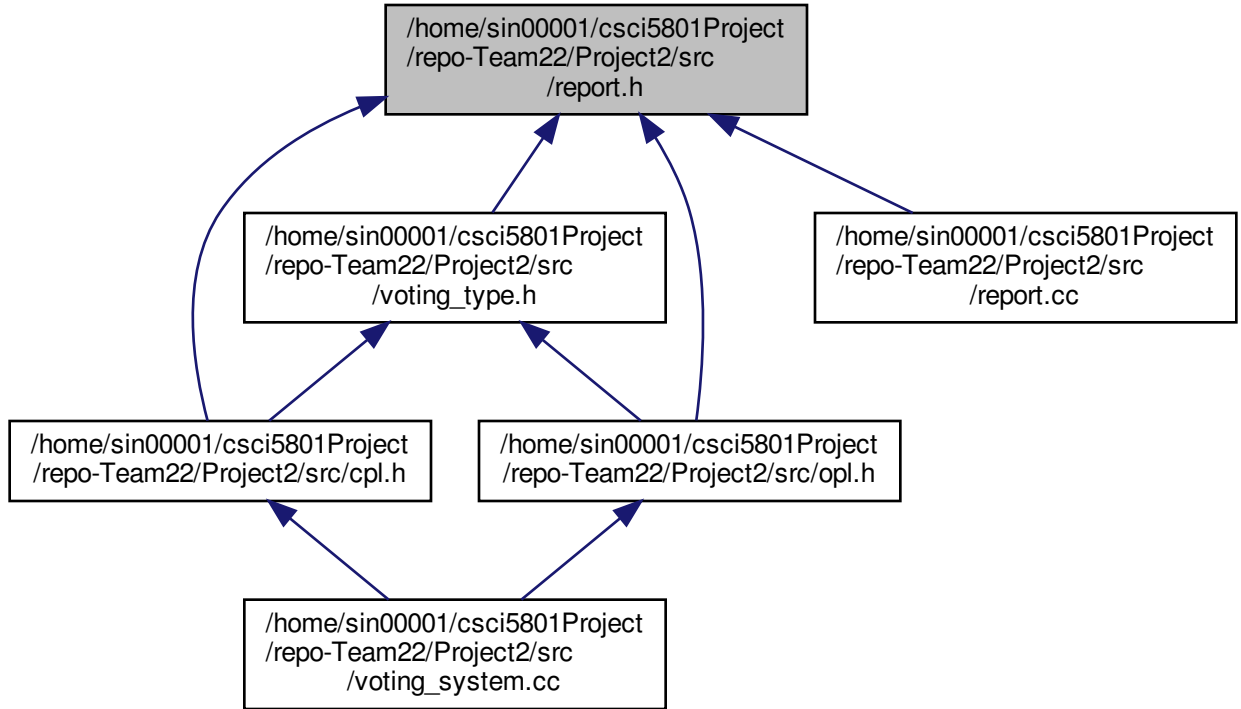 /home/sin00001/csci5801Project
/repo-Team22/Project2/src
/report.h
/home/sin00001/csci5801Project
/repo-Team22/Project2/src
/voting_type.h
/home/sin00001/csci5801Project
/repo-Team22/Project2/src
/report.cc
/home/sin00001/csci5801Project
/repo-Team22/Project2/src/cpl.h
/home/sin00001/csci5801Project
/repo-Team22/Project2/src/opl.h
/home/sin00001/csci5801Project
/repo-Team22/Project2/src
/voting_system.cc